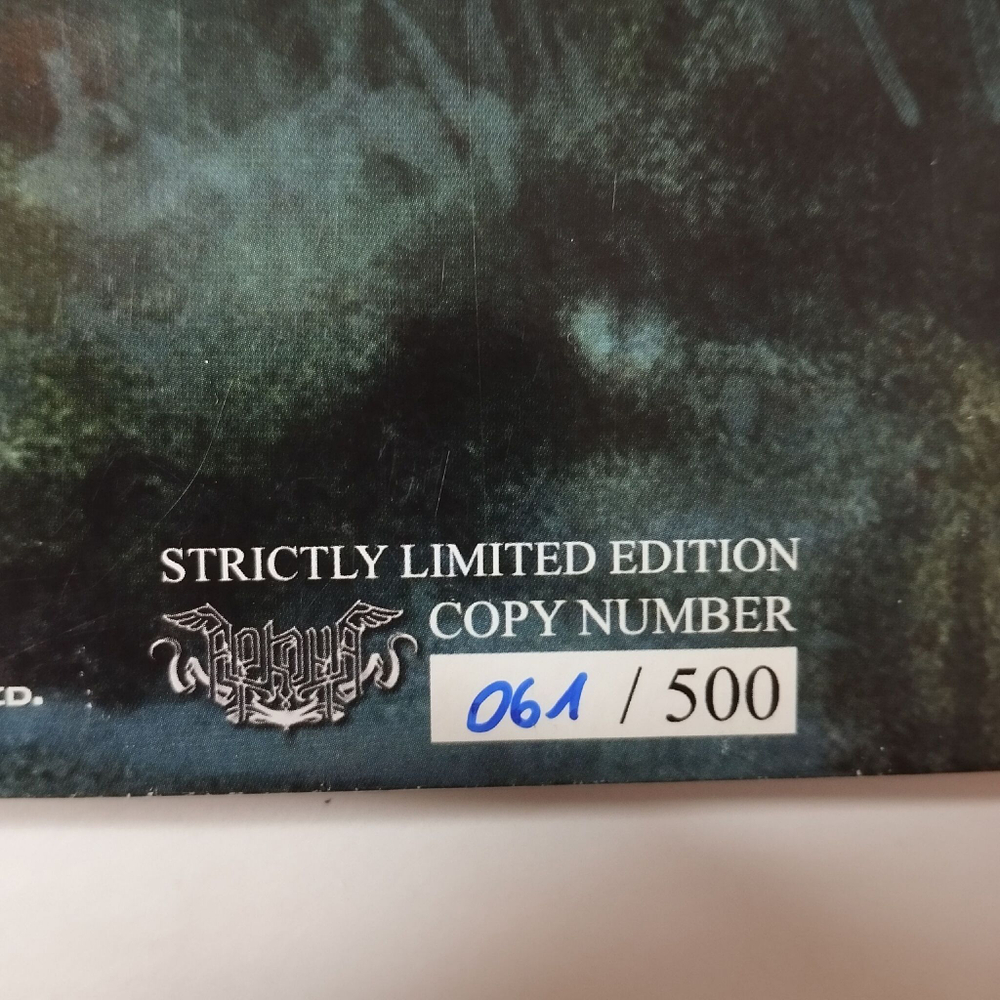 STRICTLY LIMITED EDITION
COPY NUMBER
061 / 500